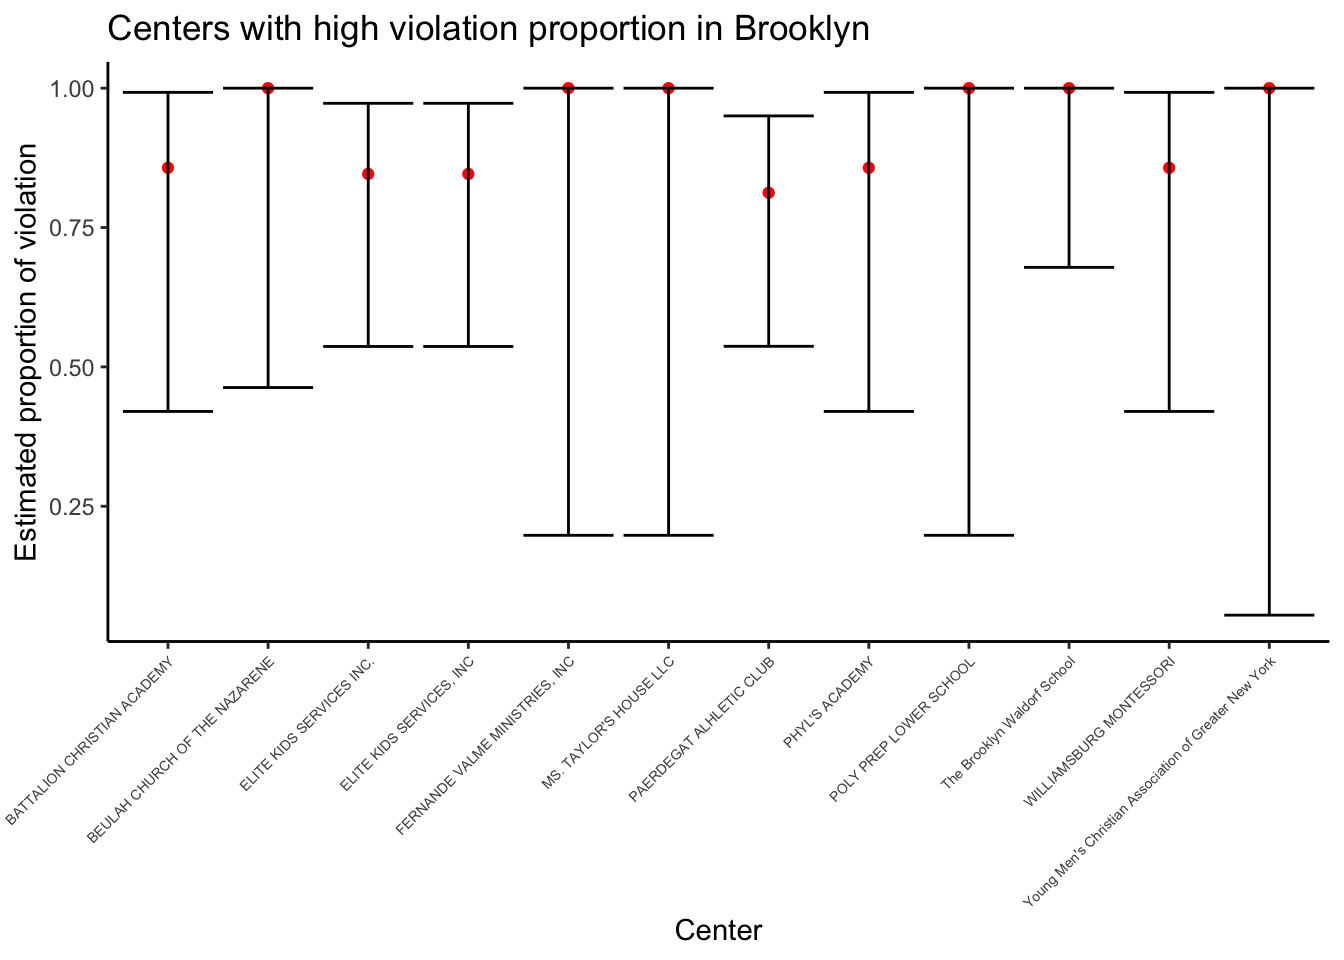 Centers with high violation proportion in Brooklyn
Estimated proportion of violation
1.00
0.75
0.50
0.25
BATTALION CHRISTIAN ACADEMY
BEULAH CHURCH OF THE NAZARENE
ELITE KIDS SERVICES INC.
ELITE KIDS SERVICES, INC
FERNANDE VALME MINISTRIES, INC
MS. TAYLOR'S HOUSE LLC
PAERDEGAT ALHLETIC CLUB
PHYL'S ACADEMY
POLY PREP LOWER SCHOOL
The Brooklyn Waldorf School
WILLIAMSBURG MONTESSORI
Young Men's Christian Association of Greater New York
Center